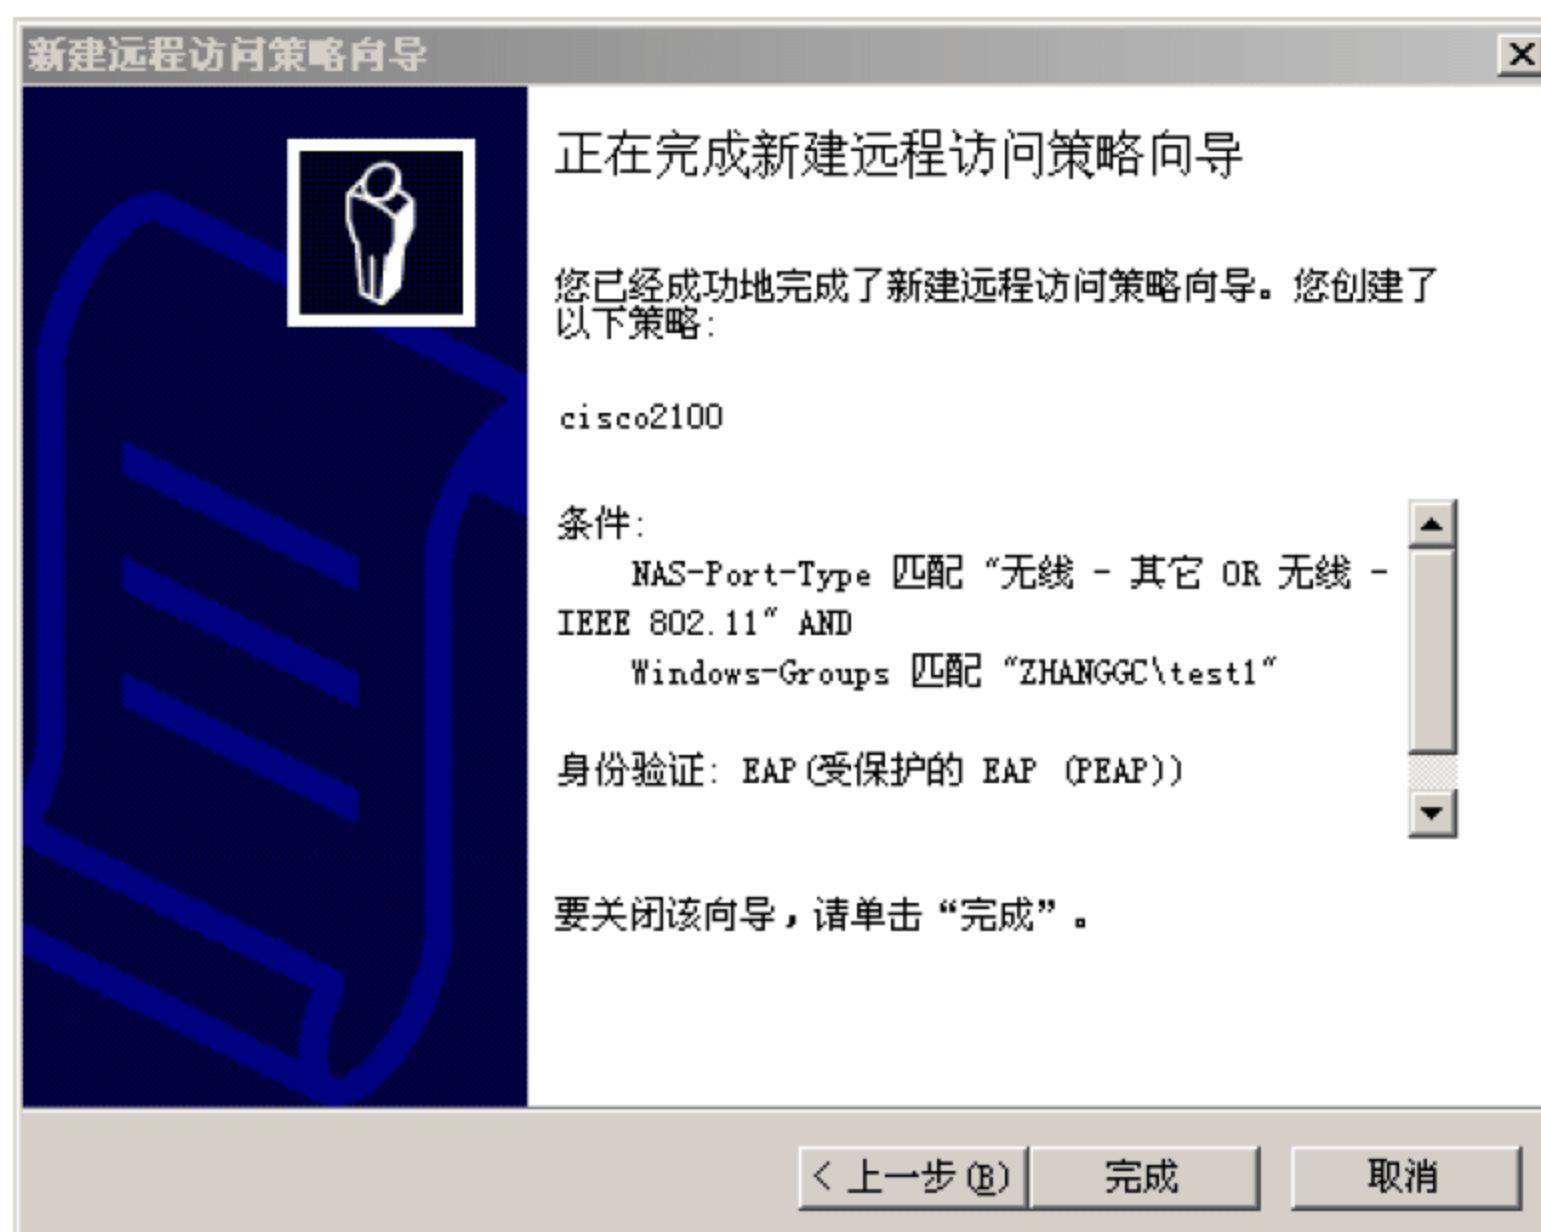 新建远程访问策略向导
正在完成新建远程访问策略向导
您已经成功地完成了新建远程访问策略向导。您创建了
以下策略:
cisco2100
条件:
NAS-Port-Type 匹配 "无线 - 其它 OR 无线 -
IEEE 802.11" AND
Windows-Groups 匹配 "ZHANGGC\test1"
身份验证: EAP(受保护的 EAP (PEAP))
要关闭该向导，请单击“完成”。
< 上一步(B) 完成 取消